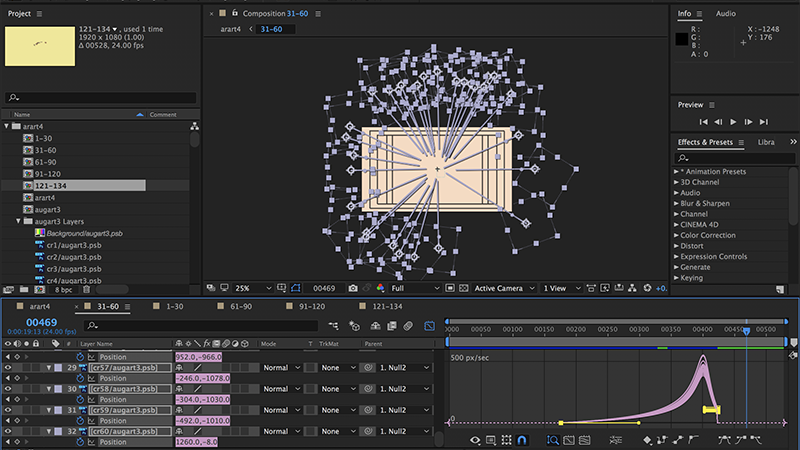 Project
121-134 , used 1 time
1920 x 1080 (1.00)
Δ 00528, 24.00 fps
Name
Comment
arart4
1-30
31-60
61-90
91-120
121-134
arart4
augart3
augart3 Layers
Background/augart3.psb
cr1/augart3.psb
cr2/augart3.psb
cr3/augart3.psb
cr4/augart3.psb
8 bpc
Composition 31-60
arart4
31-60
25%
00469
Full
Active Camera
1 View
+0.
Info
Audio
R :
G :
B :
A : 0
X : -1248
Y : 176
Preview
Effects & Presets
Libra
* Animation Presets
3D Channel
Audio
Blur & Sharpen
Channel
CINEMA 4D
Color Correction
Distort
Expression Controls
Generate
Keying
arart4
31-60
1-30
61-90
91-120
121-134
00469
0:00:19:13 (24.00 fps)
# Layer Name Mode T TrkMat Parent
Position 952.0,-966.0
29 [cr57/augart3.psb] Normal None 1. Null2
Position -246.0,-1078.0
30 [cr58/augart3.psb] Normal None 1. Null2
Position -304.0,-1030.0
31 [cr59/augart3.psb] Normal None 1. Null2
Position -492.0,-1010.0
32 [cr60/augart3.psb] Normal None 1. Null2
Position 1260.0,-8.0
0000 00100 00200 00300 00400 00500
500 px/sec
0